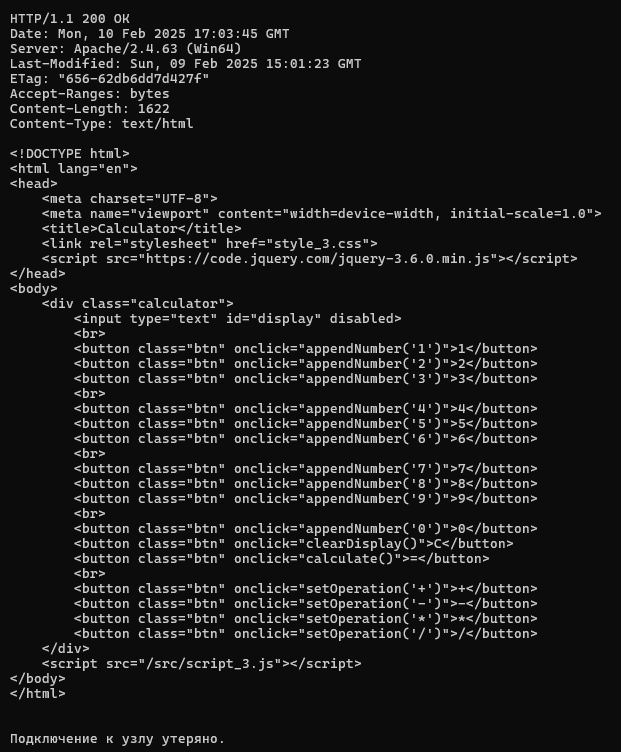 HTTP/1.1 200 OK
Date: Mon, 10 Feb 2025 17:03:45 GMT
Server: Apache/2.4.63 (Win64)
Last-Modified: Sun, 09 Feb 2025 15:01:23 GMT
ETag: "656-62db6dd7d427f"
Accept-Ranges: bytes
Content-Length: 1622
Content-Type: text/html

<!DOCTYPE html>
<html lang="en">
<head>
    <meta charset="UTF-8">
    <meta name="viewport" content="width=device-width, initial-scale=1.0">
    <title>Calculator</title>
    <link rel="stylesheet" href="style_3.css">
    <script src="https://code.jquery.com/jquery-3.6.0.min.js"></script>
</head>
<body>
    <div class="calculator">
        <input type="text" id="display" disabled>
        <br>
        <button class="btn" onclick="appendNumber('1')">1</button>
        <button class="btn" onclick="appendNumber('2')">2</button>
        <button class="btn" onclick="appendNumber('3')">3</button>
        <br>
        <button class="btn" onclick="appendNumber('4')">4</button>
        <button class="btn" onclick="appendNumber('5')">5</button>
        <button class="btn" onclick="appendNumber('6')">6</button>
        <br>
        <button class="btn" onclick="appendNumber('7')">7</button>
        <button class="btn" onclick="appendNumber('8')">8</button>
        <button class="btn" onclick="appendNumber('9')">9</button>
        <br>
        <button class="btn" onclick="appendNumber('0')">0</button>
        <button class="btn" onclick="clearDisplay()">C</button>
        <button class="btn" onclick="calculate()">=</button>
        <br>
        <button class="btn" onclick="setOperation('+')">+</button>
        <button class="btn" onclick="setOperation('-')">-</button>
        <button class="btn" onclick="setOperation('*')">*</button>
        <button class="btn" onclick="setOperation('/')">/</button>
    </div>
    <script src="/src/script_3.js"></script>
</body>
</html>

Подключение к узлу утеряно.